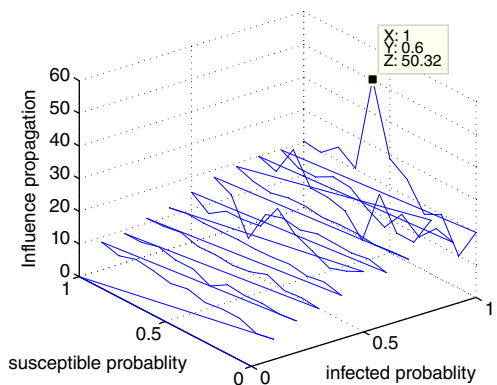 X: 1
Y: 0.6
Z: 50.32
60
50
40
30
20
10
0
Influence propagation
1
0.5
0
susceptible probablity
0
0.5
1
infected probablity